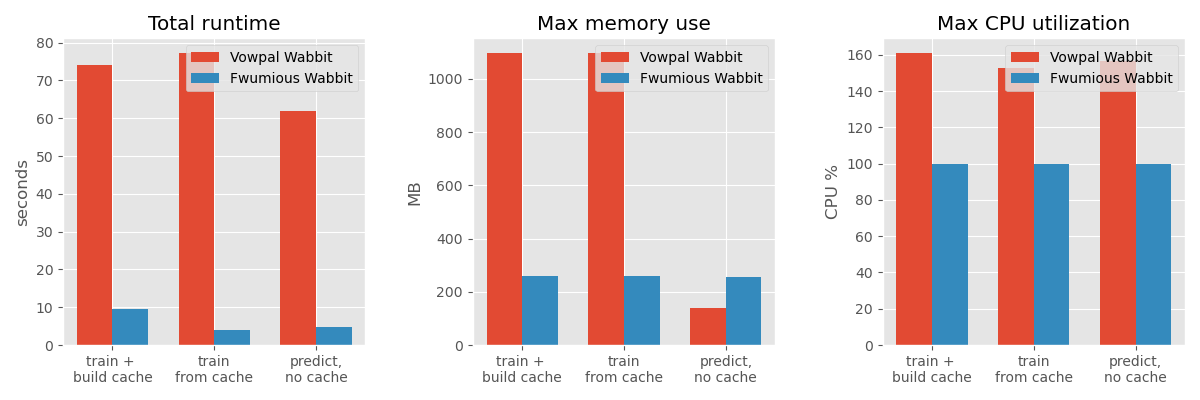 Total runtime
Vowpal Wabbit
Fwumious Wabbit
80
70
60
50
40
30
20
10
0
seconds
train +
build cache
train
from cache
predict,
no cache
Max memory use
Vowpal Wabbit
Fwumious Wabbit
1000
800
600
400
200
0
MB
train +
build cache
train
from cache
predict,
no cache
Max CPU utilization
Vowpal Wabbit
Fwumious Wabbit
160
140
120
100
80
60
40
20
0
CPU %
train +
build cache
train
from cache
predict,
no cache